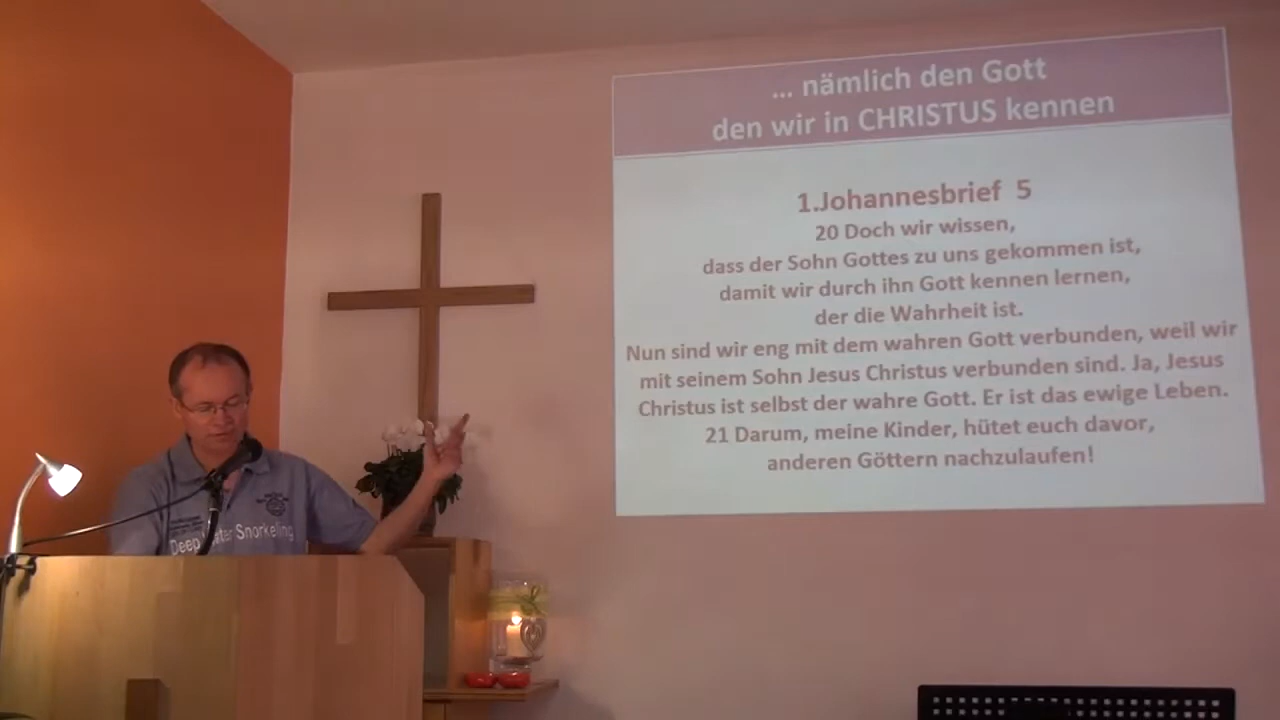 ... nämlich den Gott
den wir in CHRISTUS kennen
1.Johannesbrief 5
20 Doch wir wissen,
dass der Sohn Gottes zu uns gekommen ist,
damit wir durch ihn Gott kennen lernen,
der die Wahrheit ist.
Nun sind wir eng mit dem wahren Gott verbunden, weil wir
mit seinem Sohn Jesus Christus verbunden sind. Ja, Jesus
Christus ist selbst der wahre Gott. Er ist das ewige Leben.
21 Darum, meine Kinder, hütet euch davor,
anderen Göttern nachzulaufen!
Deep Snorkeling